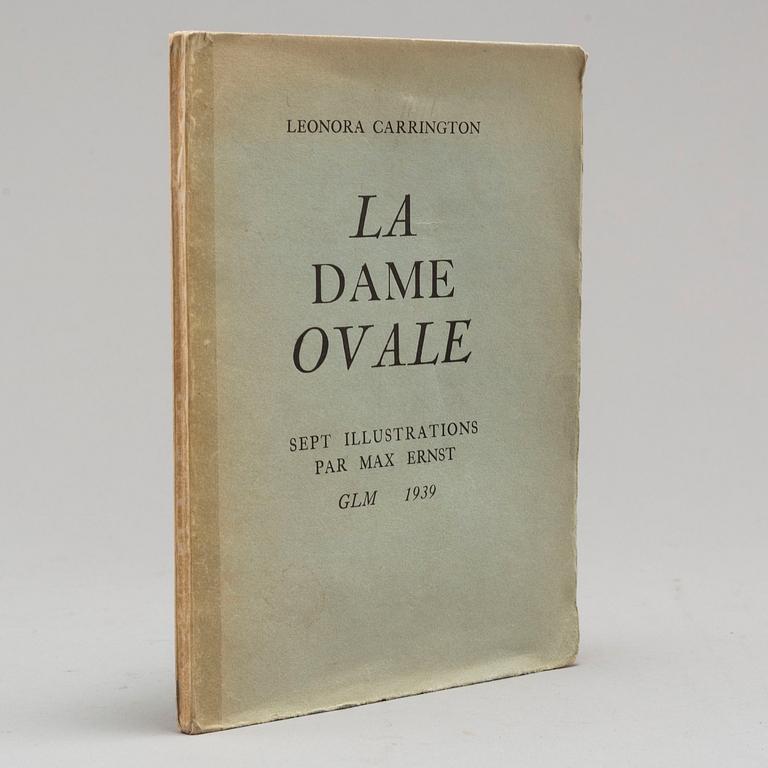 LEONORA CARRINGTON
LA
DAME
OVALE
SEPT ILLUSTRATIONS
PAR MAX ERNST
GLM 1939